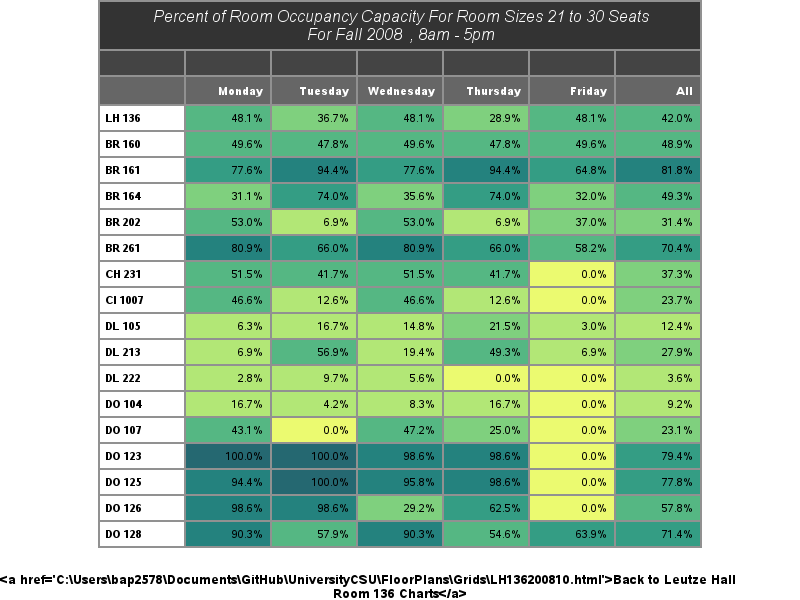 Percent of Room Occupancy Capacity For Room Sizes 21 to 30 Seats
For Fall 2008 , 8am - 5pm
Monday Tuesday Wednesday Thursday Friday All
LH 136 48.1% 36.7% 48.1% 28.9% 48.1% 42.0%
BR 160 49.6% 47.8% 49.6% 47.8% 49.6% 48.9%
BR 161 77.6% 94.4% 77.6% 94.4% 64.8% 81.8%
BR 164 31.1% 74.0% 35.6% 74.0% 32.0% 49.3%
BR 202 53.0% 6.9% 53.0% 6.9% 37.0% 31.4%
BR 261 80.9% 66.0% 80.9% 66.0% 58.2% 70.4%
CH 231 51.5% 41.7% 51.5% 41.7% 0.0% 37.3%
CI 1007 46.6% 12.6% 46.6% 12.6% 0.0% 23.7%
DL 105 6.3% 16.7% 14.8% 21.5% 3.0% 12.4%
DL 213 6.9% 56.9% 19.4% 49.3% 6.9% 27.9%
DL 222 2.8% 9.7% 5.6% 0.0% 0.0% 3.6%
DO 104 16.7% 4.2% 8.3% 16.7% 0.0% 9.2%
DO 107 43.1% 0.0% 47.2% 25.0% 0.0% 23.1%
DO 123 100.0% 100.0% 98.6% 98.6% 0.0% 79.4%
DO 125 94.4% 100.0% 95.8% 98.6% 0.0% 77.8%
DO 126 98.6% 98.6% 29.2% 62.5% 0.0% 57.8%
DO 128 90.3% 57.9% 90.3% 54.6% 63.9% 71.4%
<a href='C:\Users\bap2578\Documents\GitHub\UniversityCSU\FloorPlans\Grids\LH136200810.html'>Back to Leutze Hall
Room 136 Charts</a>